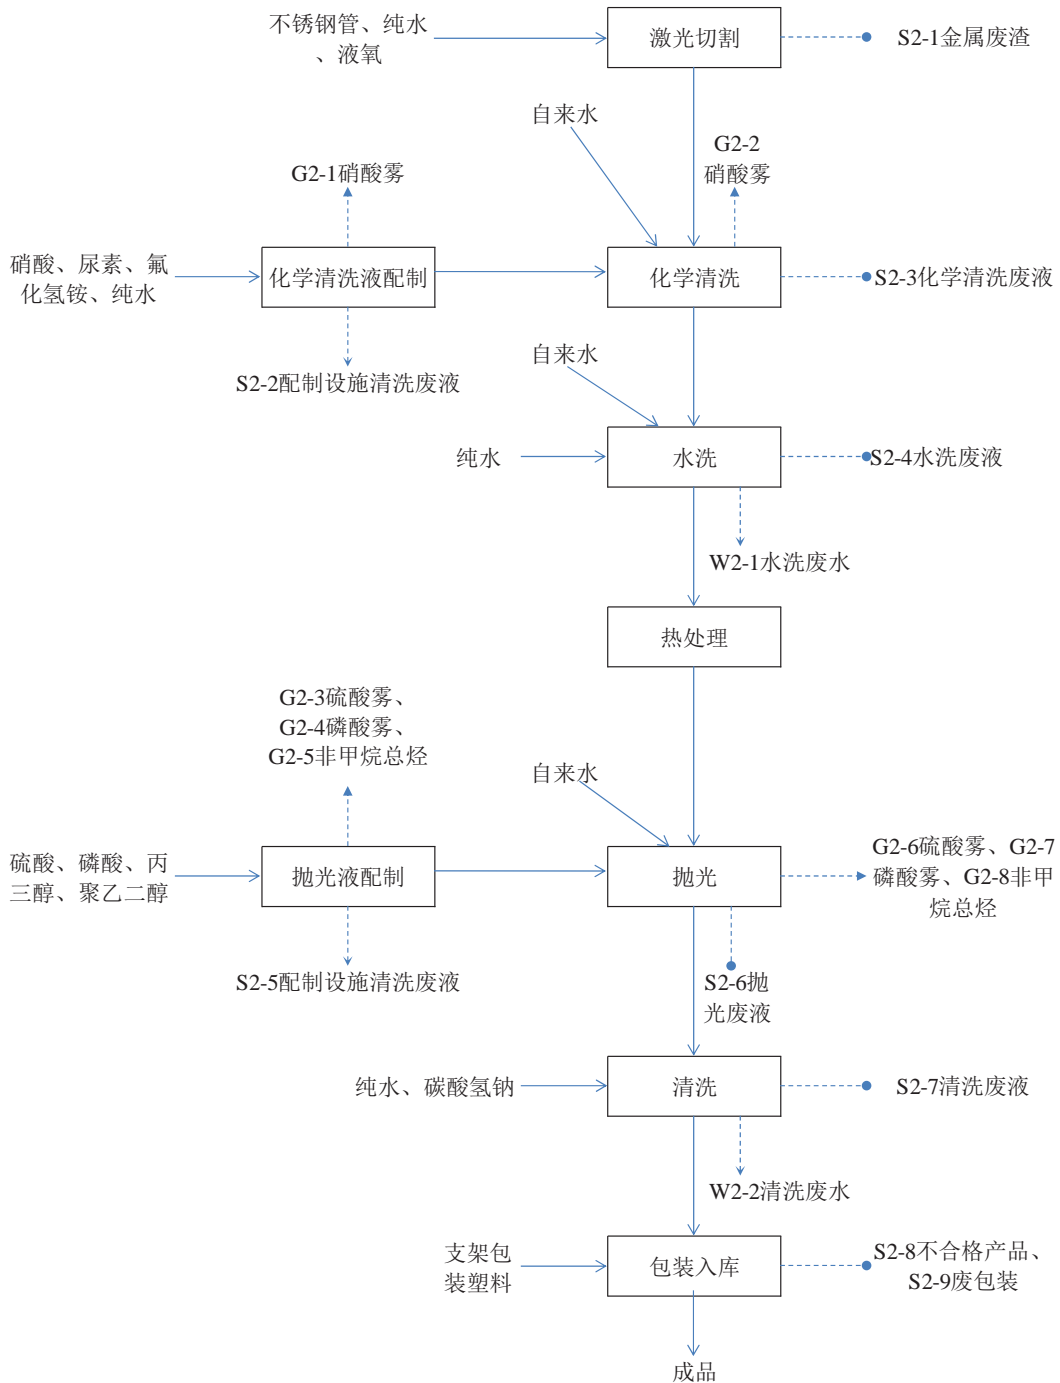 不锈钢管、纯水
、液氧
激光切割
S2-1金属废渣
自来水
G2-2
硝酸雾
G2-1硝酸雾
硝酸、尿素、氟
化氢铵、纯水
化学清洗液配制
化学清洗
S2-3化学清洗废液
S2-2配制设施清洗废液
自来水
纯水
水洗
S2-4水洗废液
W2-1水洗废水
热处理
G2-3硫酸雾、
G2-4磷酸雾、
G2-5非甲烷总烃
自来水
硫酸、磷酸、丙
三醇、聚乙二醇
抛光液配制
抛光
G2-6硫酸雾、G2-7
磷酸雾、G2-8非甲
烷总烃
S2-5配制设施清洗废液
S2-6抛
光废液
纯水、碳酸氢钠
清洗
S2-7清洗废液
W2-2清洗废水
支架包
装塑料
包装入库
S2-8不合格产品、
S2-9废包装
成品